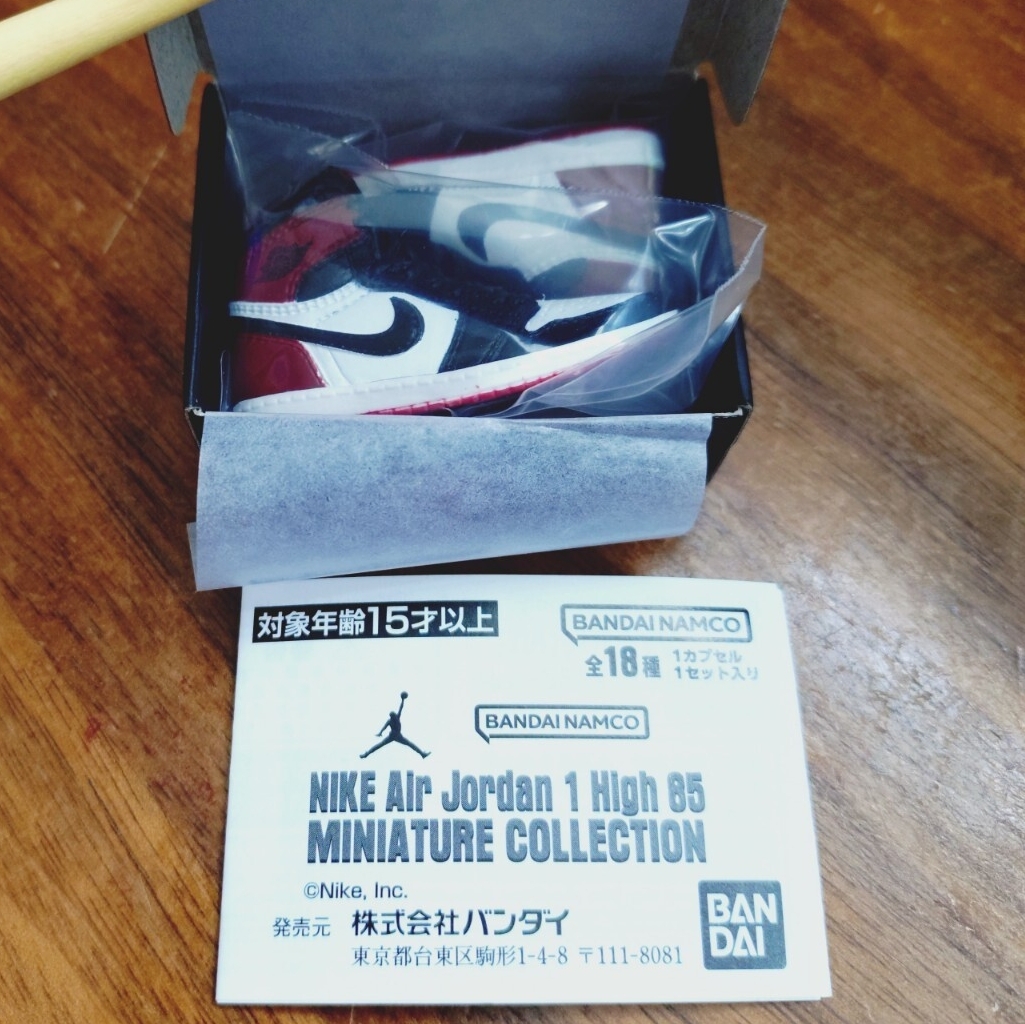 対象年齢15才以上
BANDAI NAMCO
全18種 1カプセル
1セット入り
BANDAI NAMCO
NIKE Air Jordan 1 High 85
MINIATURE COLLECTION
©Nike, Inc.
発売元 株式会社バンダイ
東京都台東区駒形1-4-8 〒111-8081
BAN
DAI